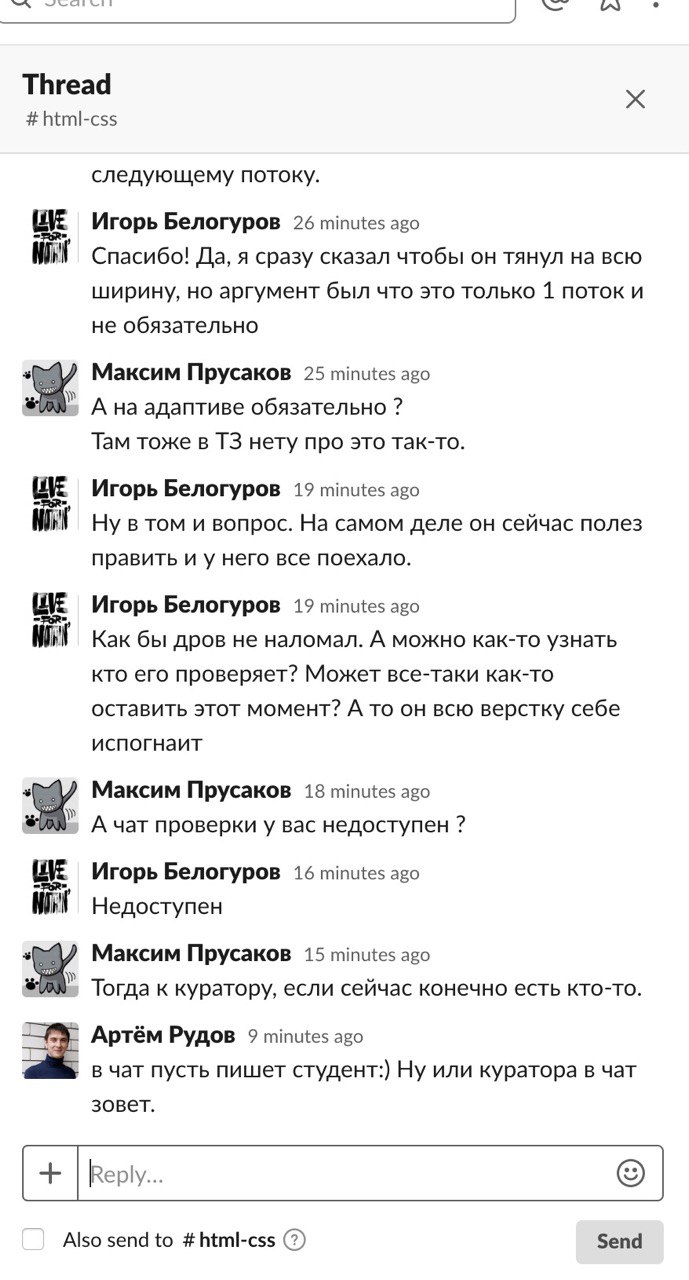 Search
Thread
# html-css
следующему потоку.
Игорь Белогуров 26 minutes ago
Спасибо! Да, я сразу сказал чтобы он тянул на всю
ширину, но аргумент был что это только 1 поток и
не обязательно
Максим Прусаков 25 minutes ago
А на адаптиве обязательно ?
Там тоже в ТЗ нету про это так-то.
LIVE
FOR
NOTHIN'
Игорь Белогуров 19 minutes ago
Ну в том и вопрос. На самом деле он сейчас полез
править и у него все поехало.
Игорь Белогуров 19 minutes ago
Как бы дров не наломал. А можно как-то узнать
кто его проверяет? Может все-таки как-то
оставить этот момент? А то он всю верстку себе
испогнаит
Максим Прусаков 18 minutes ago
А чат проверки у вас недоступен ?
Игорь Белогуров 16 minutes ago
Недоступен
Максим Прусаков 15 minutes ago
Тогда к куратору, если сейчас конечно есть кто-то.
Артём Рудов 9 minutes ago
в чат пусть пишет студент:) Ну или куратора в чат
зовет.
Reply...
Also send to # html-css ?
Send